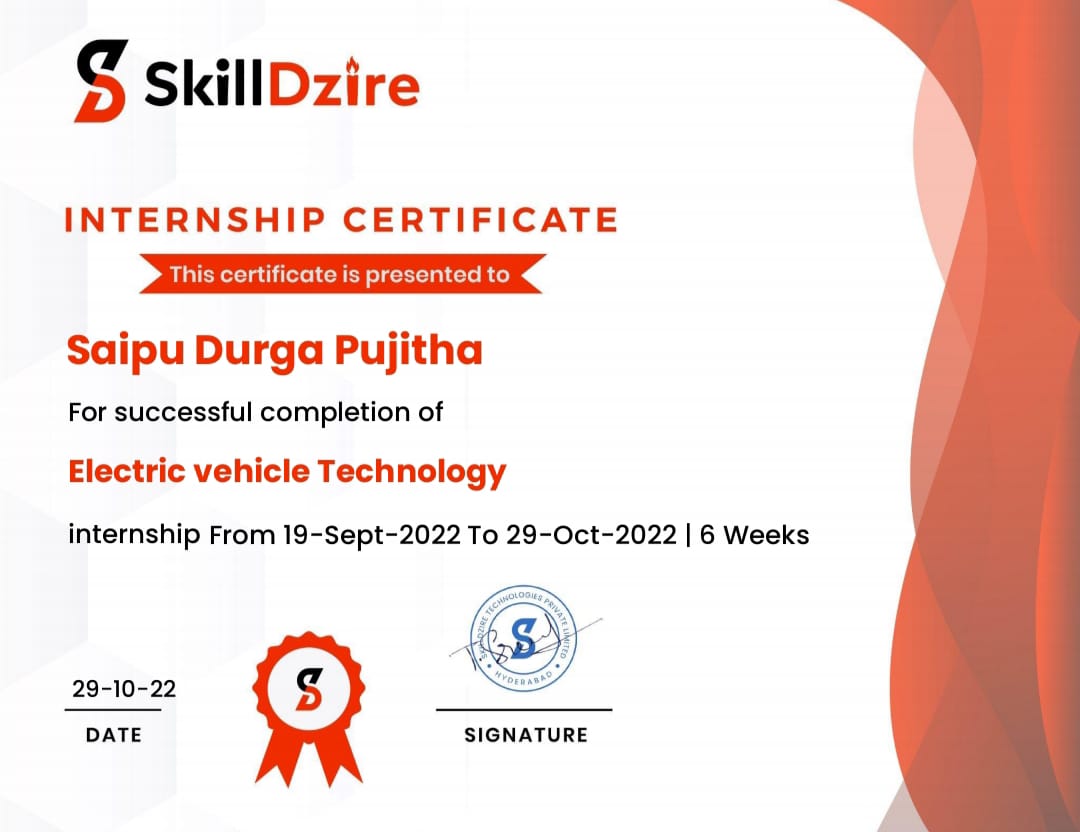 SkillDzire
INTERNSHIP CERTIFICATE
This certificate is presented to
Saipu Durga Pujitha
For successful completion of
Electric vehicle Technology
internship From 19-Sept-2022 To 29-Oct-2022 | 6 Weeks
SKILLDZIRE TECHNOLOGIES PRIVATE LIMITED
HYDERABAD
29-10-22
DATE
SIGNATURE